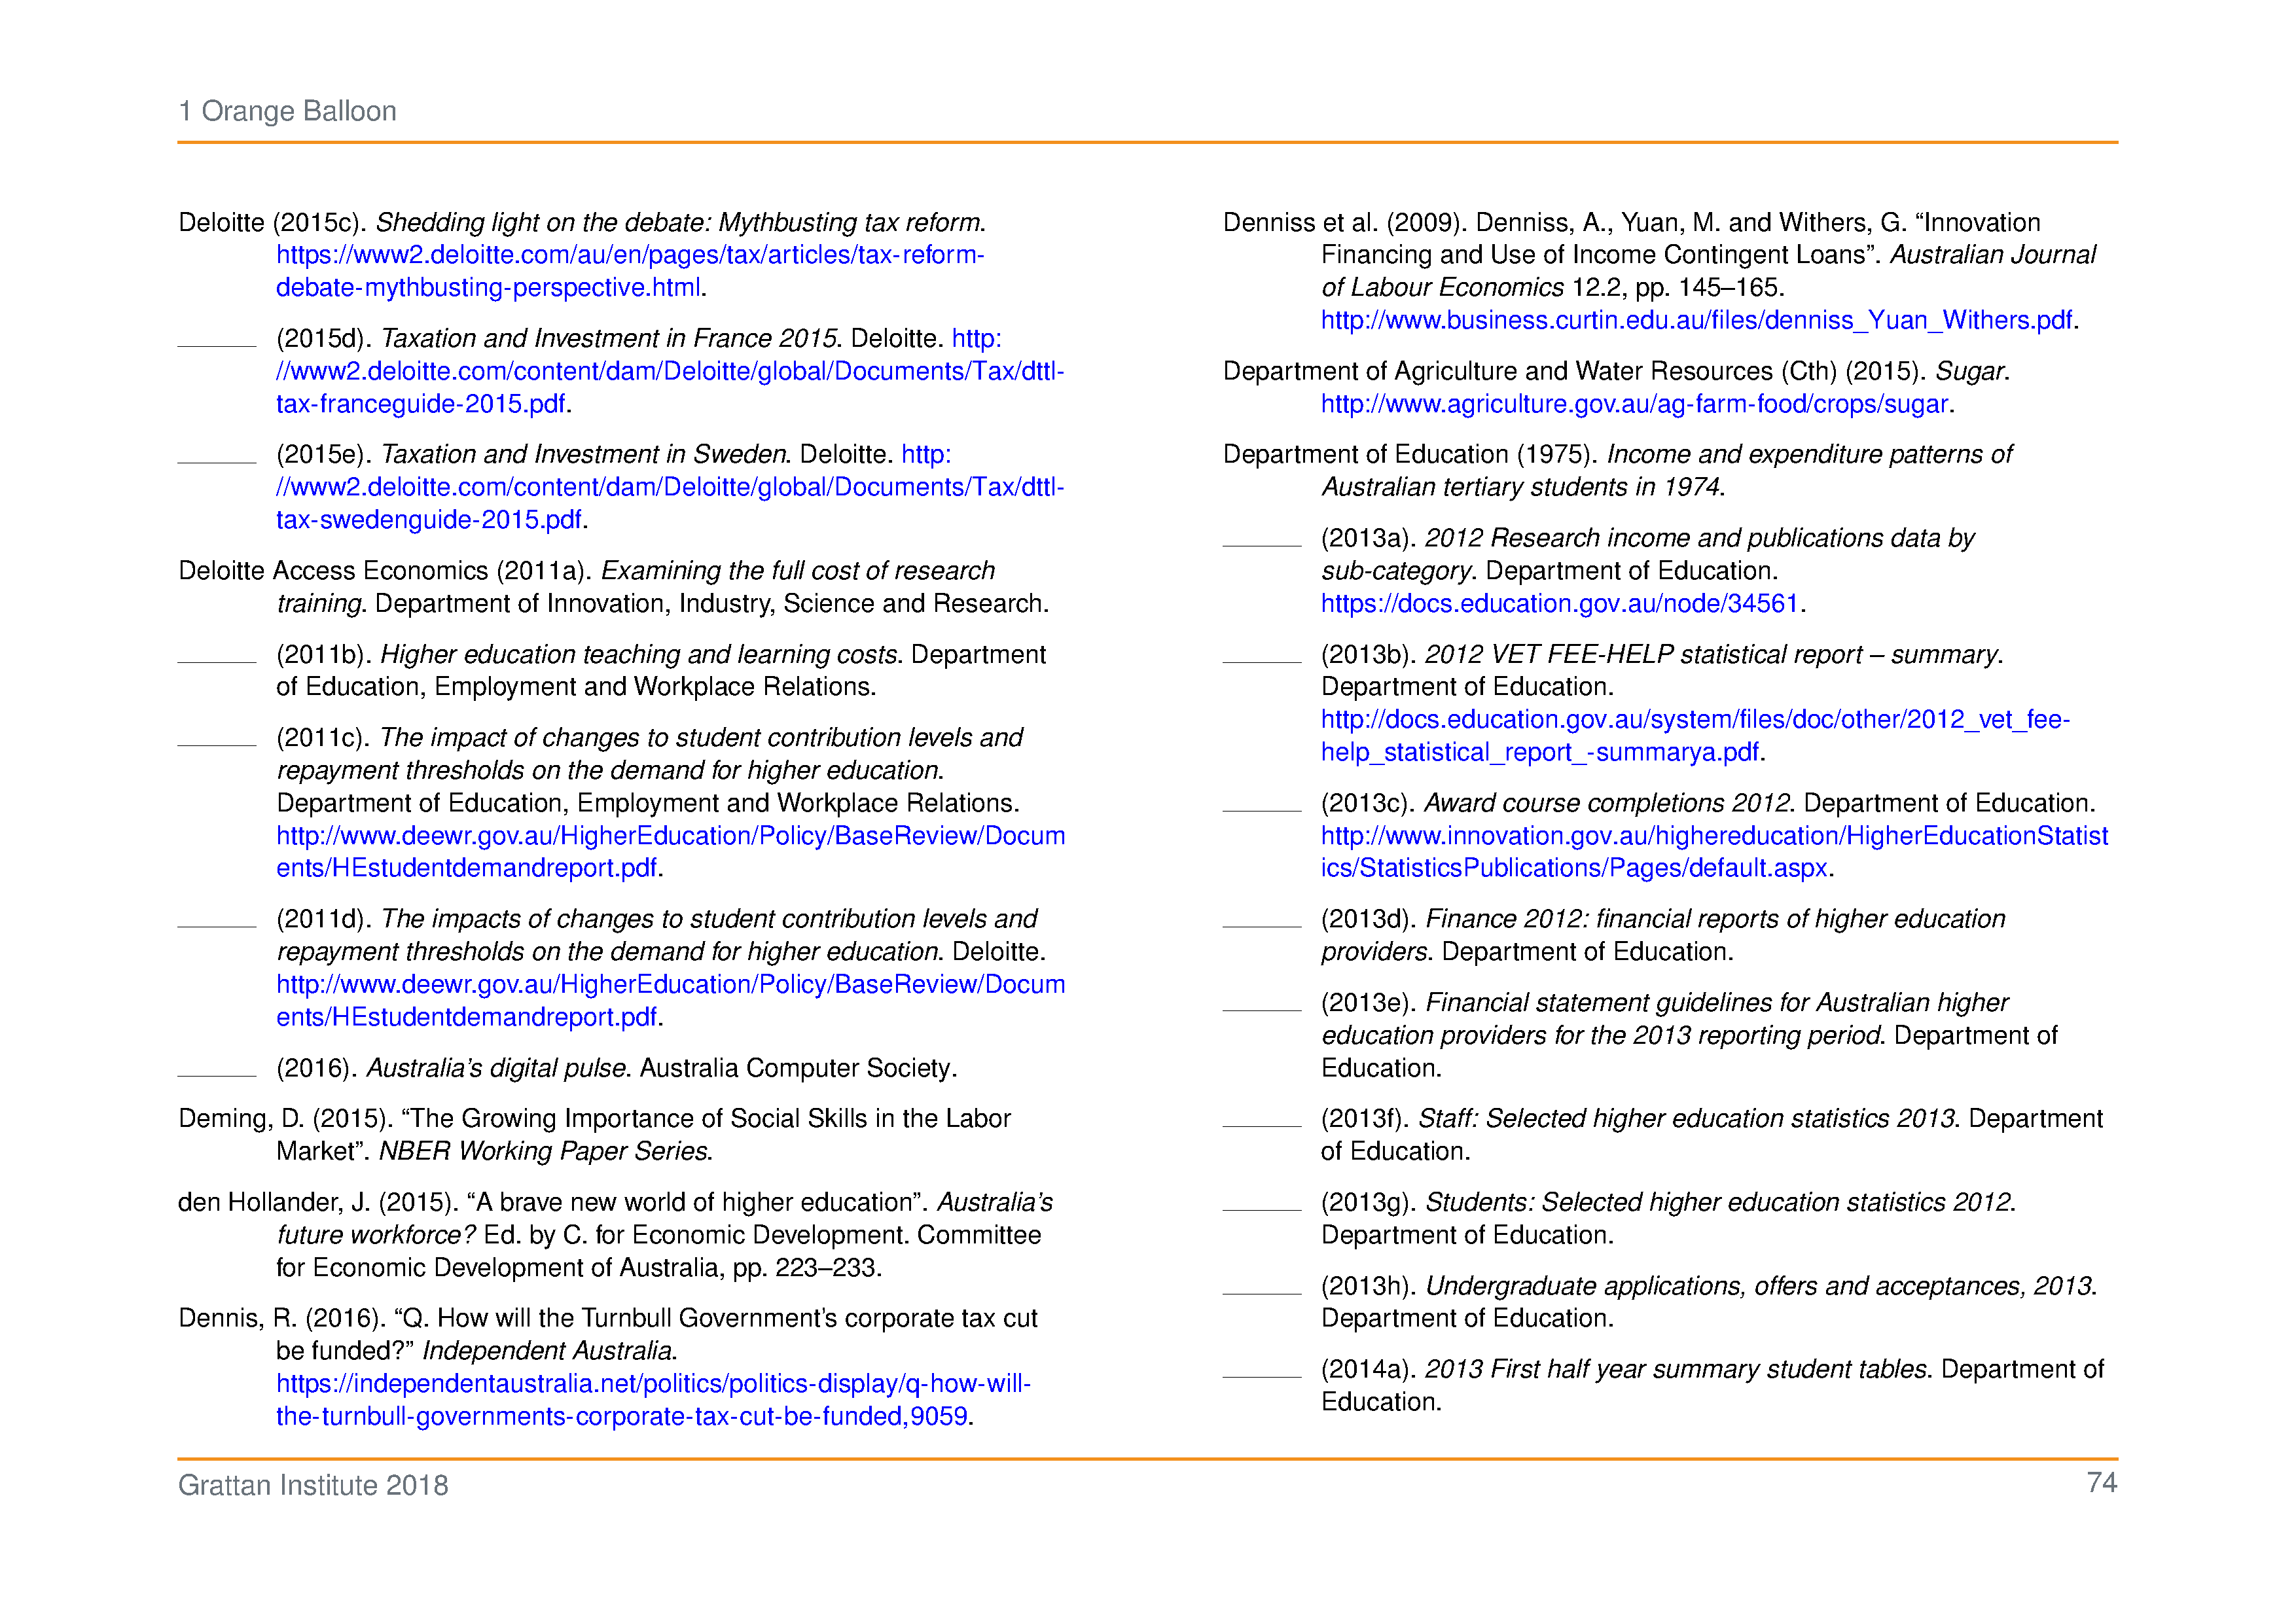 1 Orange Balloon
Deloitte (2015c). Shedding light on the debate: Mythbusting tax reform.
https://www2.deloitte.com/au/en/pages/tax/articles/tax-reform-
debate-mythbusting-perspective.html.
(2015d). Taxation and Investment in France 2015. Deloitte. http:
//www2.deloitte.com/content/dam/Deloitte/global/Documents/Tax/dttl-
tax-franceguide-2015.pdf.
(2015e). Taxation and Investment in Sweden. Deloitte. http:
//www2.deloitte.com/content/dam/Deloitte/global/Documents/Tax/dttl-
tax-swedenguide-2015.pdf.
Deloitte Access Economics (2011a). Examining the full cost of research
training. Department of Innovation, Industry, Science and Research.
(2011b). Higher education teaching and learning costs. Department
of Education, Employment and Workplace Relations.
(2011c). The impact of changes to student contribution levels and
repayment thresholds on the demand for higher education.
Department of Education, Employment and Workplace Relations.
http://www.deewr.gov.au/HigherEducation/Policy/BaseReview/Docum
ents/HEstudentdemandreport.pdf.
(2011d). The impacts of changes to student contribution levels and
repayment thresholds on the demand for higher education. Deloitte.
http://www.deewr.gov.au/HigherEducation/Policy/BaseReview/Docum
ents/HEstudentdemandreport.pdf.
(2016). Australia's digital pulse. Australia Computer Society.
Deming, D. (2015). “The Growing Importance of Social Skills in the Labor
Market”. NBER Working Paper Series.
den Hollander, J. (2015). “A brave new world of higher education”. Australia's
future workforce? Ed. by C. for Economic Development. Committee
for Economic Development of Australia, pp. 223–233.
Dennis, R. (2016). “Q. How will the Turnbull Government's corporate tax cut
be funded?” Independent Australia.
https://independentaustralia.net/politics/politics-display/q-how-will-
the-turnbull-governments-corporate-tax-cut-be-funded,9059.
Denniss et al. (2009). Denniss, A., Yuan, M. and Withers, G. “Innovation
Financing and Use of Income Contingent Loans”. Australian Journal
of Labour Economics 12.2, pp. 145–165.
http://www.business.curtin.edu.au/files/denniss_Yuan_Withers.pdf.
Department of Agriculture and Water Resources (Cth) (2015). Sugar.
http://www.agriculture.gov.au/ag-farm-food/crops/sugar.
Department of Education (1975). Income and expenditure patterns of
Australian tertiary students in 1974.
(2013a). 2012 Research income and publications data by
sub-category. Department of Education.
https://docs.education.gov.au/node/34561.
(2013b). 2012 VET FEE-HELP statistical report – summary.
Department of Education.
http://docs.education.gov.au/system/files/doc/other/2012_vet_fee-
help_statistical_report_-summarya.pdf.
(2013c). Award course completions 2012. Department of Education.
http://www.innovation.gov.au/highereducation/HigherEducationStatist
ics/StatisticsPublications/Pages/default.aspx.
(2013d). Finance 2012: financial reports of higher education
providers. Department of Education.
(2013e). Financial statement guidelines for Australian higher
education providers for the 2013 reporting period. Department of
Education.
(2013f). Staff: Selected higher education statistics 2013. Department
of Education.
(2013g). Students: Selected higher education statistics 2012.
Department of Education.
(2013h). Undergraduate applications, offers and acceptances, 2013.
Department of Education.
(2014a). 2013 First half year summary student tables. Department of
Education.
Grattan Institute 2018
74